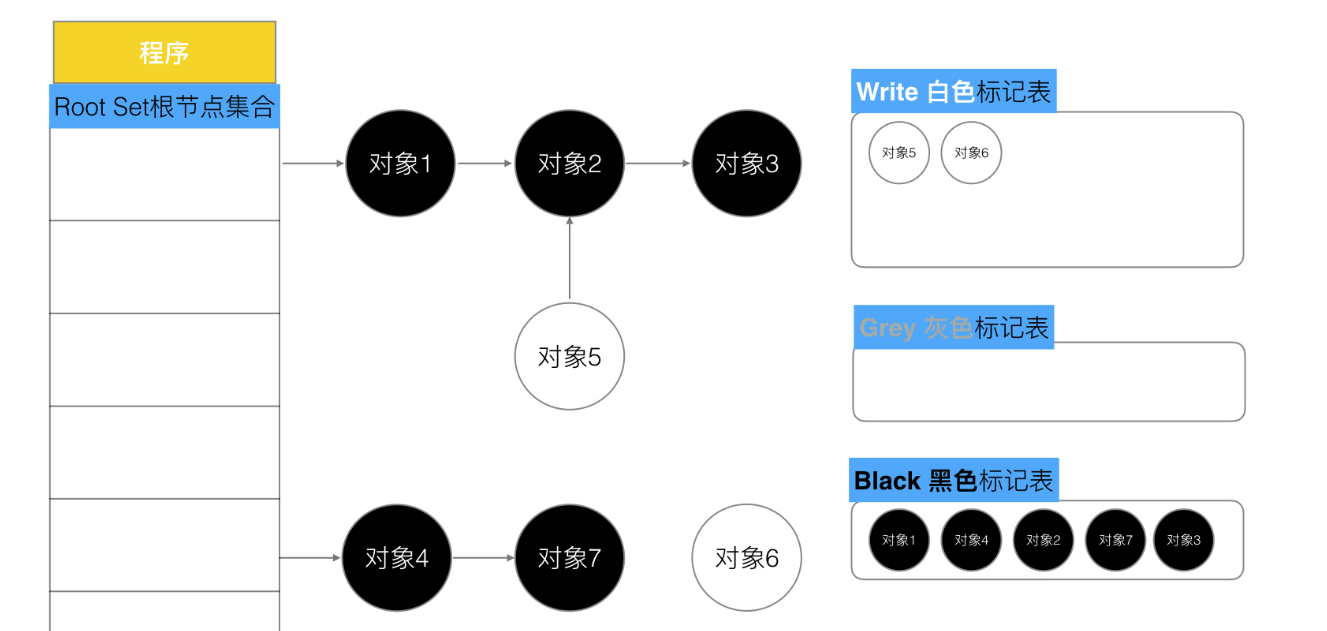 程序
Root Set根节点集合
对象1
对象2
对象3
对象5
对象4
对象7
对象6
Write 白色标记表
对象5
对象6
Grey 灰色标记表
Black 黑色标记表
对象1
对象4
对象2
对象7
对象3